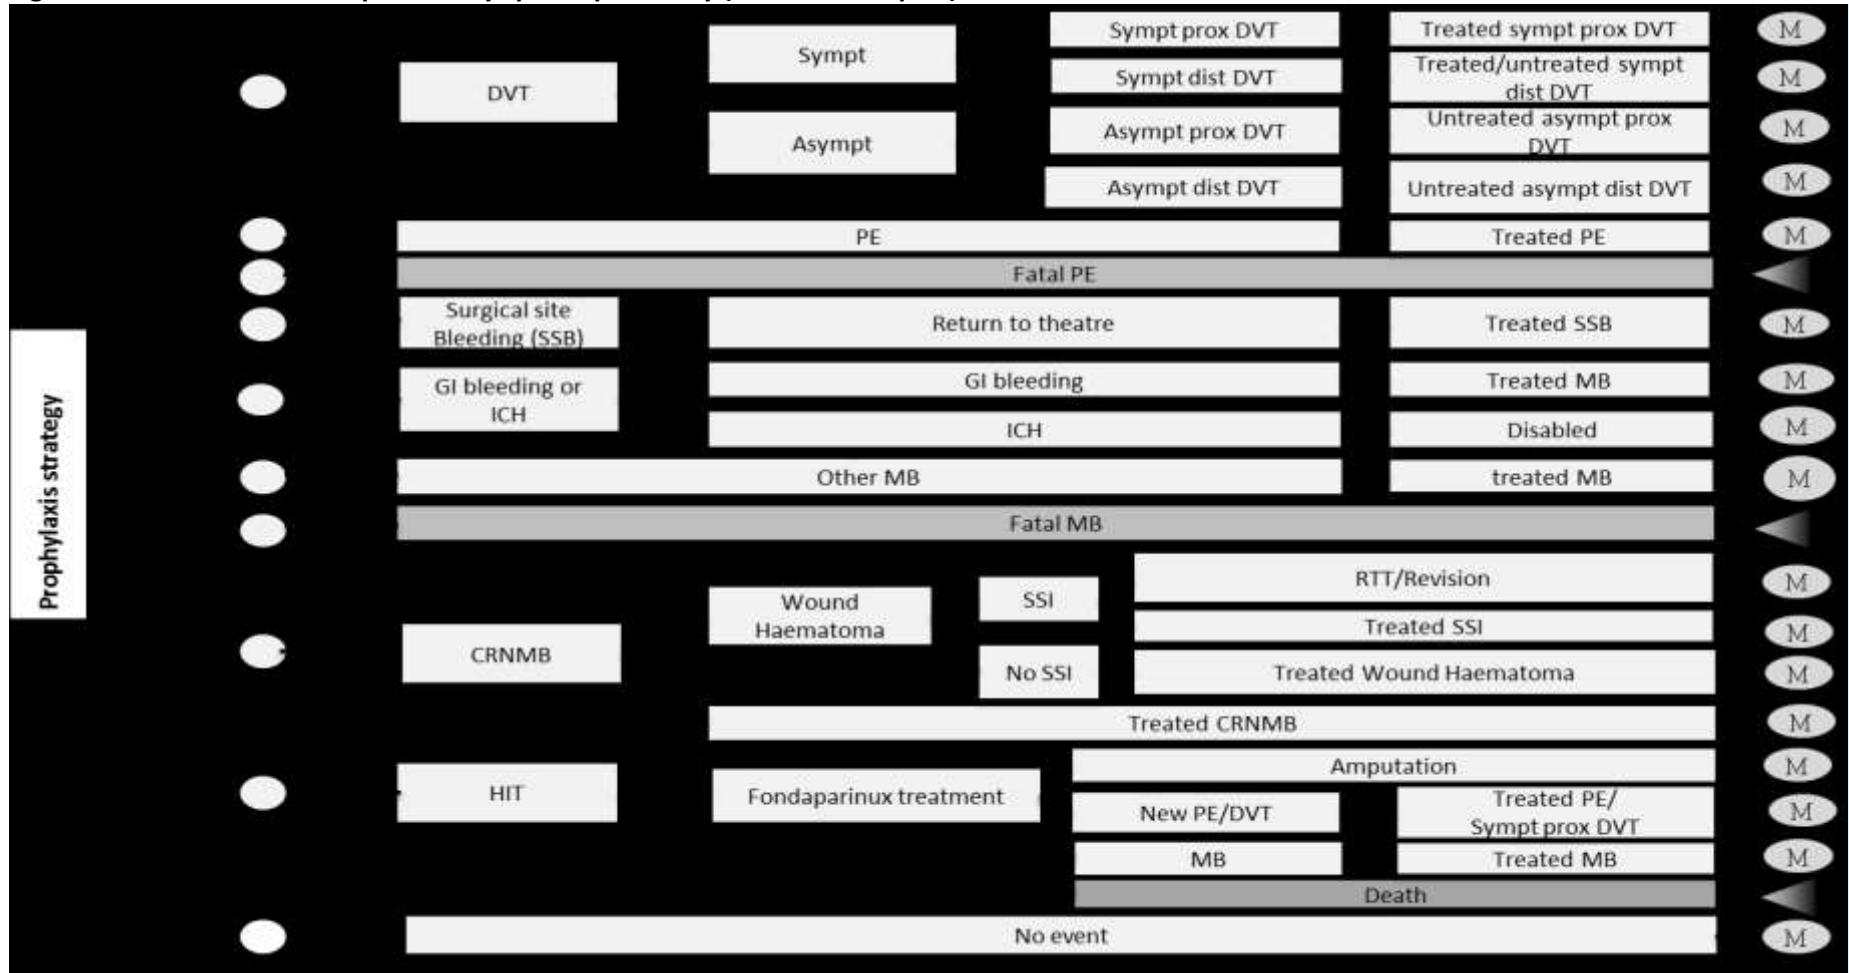 Sympt prox DVT
Treated sympt prox DVT
M
Sympt
Sympt dist DVT
Treated/untreated sympt
dist DVT
M
DVT
Asympt prox DVT
Untreated asympt prox
DVT
M
Asympt
Asympt dist DVT
Untreated asympt dist DVT
M
PE
Treated PE
M
Fatal PE
Surgical site
Bleeding (SSB)
Return to theatre
Treated SSB
M
GI bleeding or
ICH
GI bleeding
Treated MB
M
ICH
Disabled
M
Prophylaxis strategy
Other MB
treated MB
M
Fatal MB
CRNMB
Wound
Haematoma
SSI
RTT/Revision
M
Treated SSI
M
No SSI
Treated Wound Haematoma
M
Treated CRNMB
M
HIT
Fondaparinux treatment
Amputation
M
New PE/DVT
Treated PE/
Sympt prox DVT
M
MB
Treated MB
M
Death
No event
M